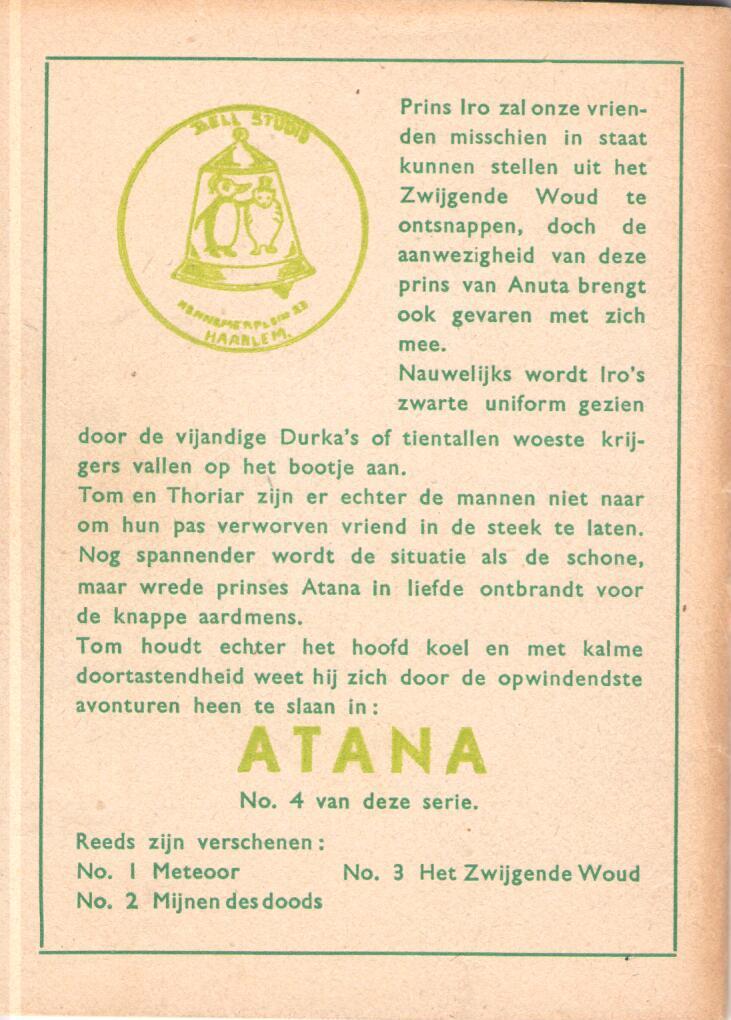 BELL STUDIO
KENNEMERPLEIN
HAARLEM.
Prins Iro zal onze vrien-
den misschien in staat
kunnen stellen uit het
Zwijgende Woud te
ontsnappen, doch de
aanwezigheid van deze
prins van Anuta brengt
ook gevaren met zich
mee.
Nauwelijks wordt Iro's
zwarte uniform gezien
door de vijandige Durka's of tientallen woeste krij-
gers vallen op het bootje aan.
Tom en Thoriar zijn er echter de mannen niet naar
om hun pas verworven vriend in de steek te laten.
Nog spannender wordt de situatie als de schone,
maar wrede prinses Atana in liefde ontbrandt voor
de knappe aardmens.
Tom houdt echter het hoofd koel en met kalme
doortastendheid weet hij zich door de opwindendste
avonturen heen te slaan in:
ATANA
No. 4 van deze serie.
Reeds zijn verschenen:
No. 1 Meteoor No. 3 Het Zwijgende Woud
No. 2 Mijnen des doods